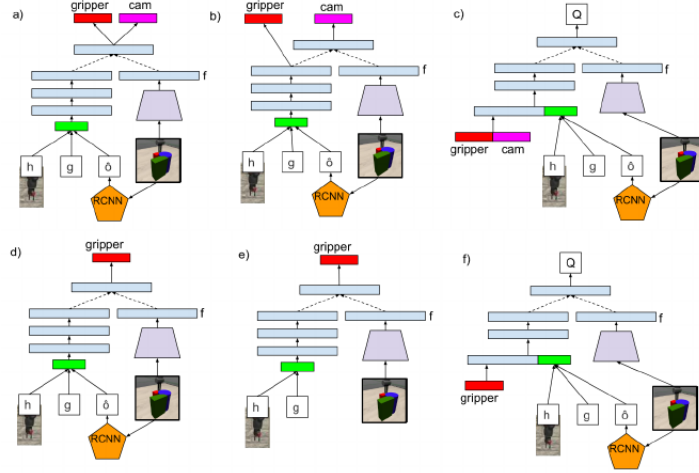 a)
gripper cam
f
h g ô
RCNN
b)
gripper cam
f
h g ô
RCNN
c)
Q
f
gripper cam
h g ô
RCNN
d)
gripper
f
h g ô
RCNN
e)
gripper
f
h g
f)
Q
f
gripper
h g ô
RCNN